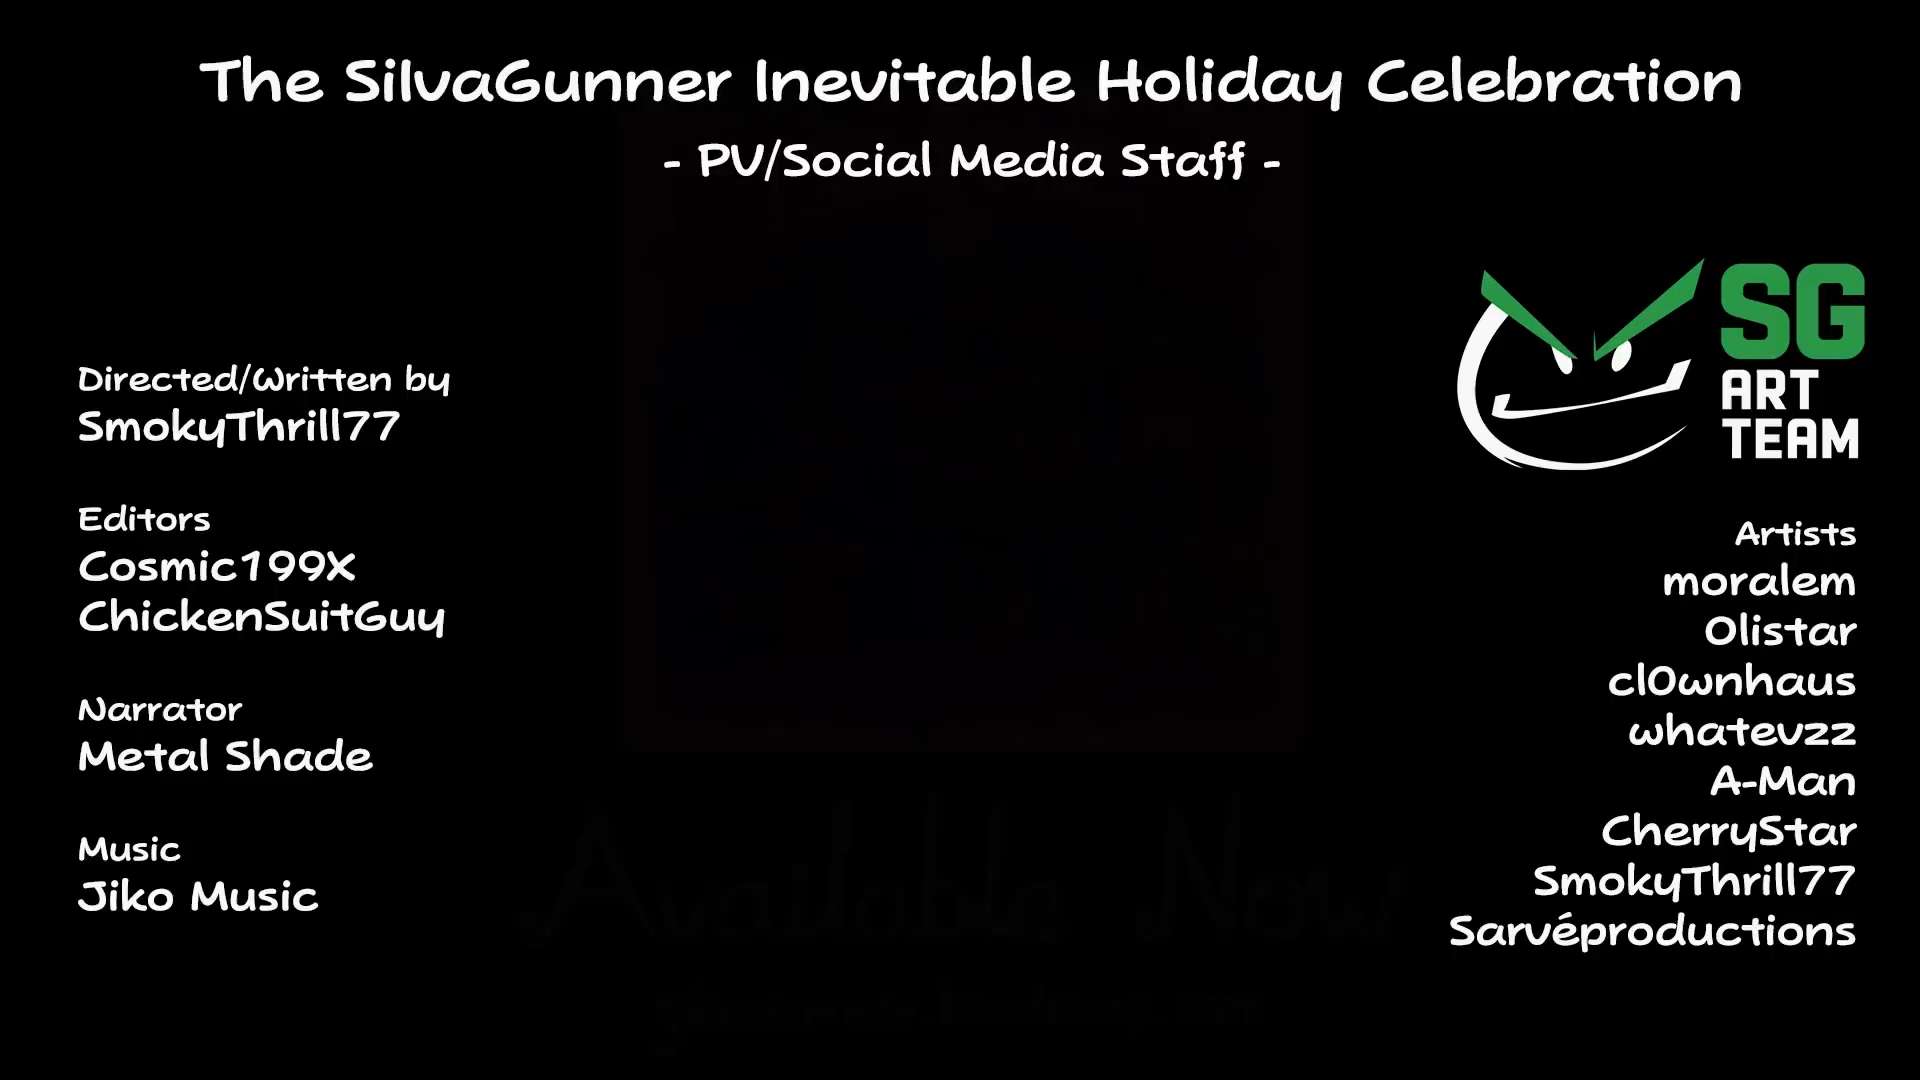 The SilvaGunner Inevitable Holiday Celebration
- PV/Social Media Staff -
Directed/Written by
SmokyThrill77
Editors
Cosmic199X
ChickenSuitGuy
Narrator
Metal Shade
Music
Jiko Music
SG
ART
TEAM
Artists
moralem
Olistar
cl0wnhaus
whatevzz
A-Man
CherryStar
SmokyThrill77
Sarvéproductions
Available Now